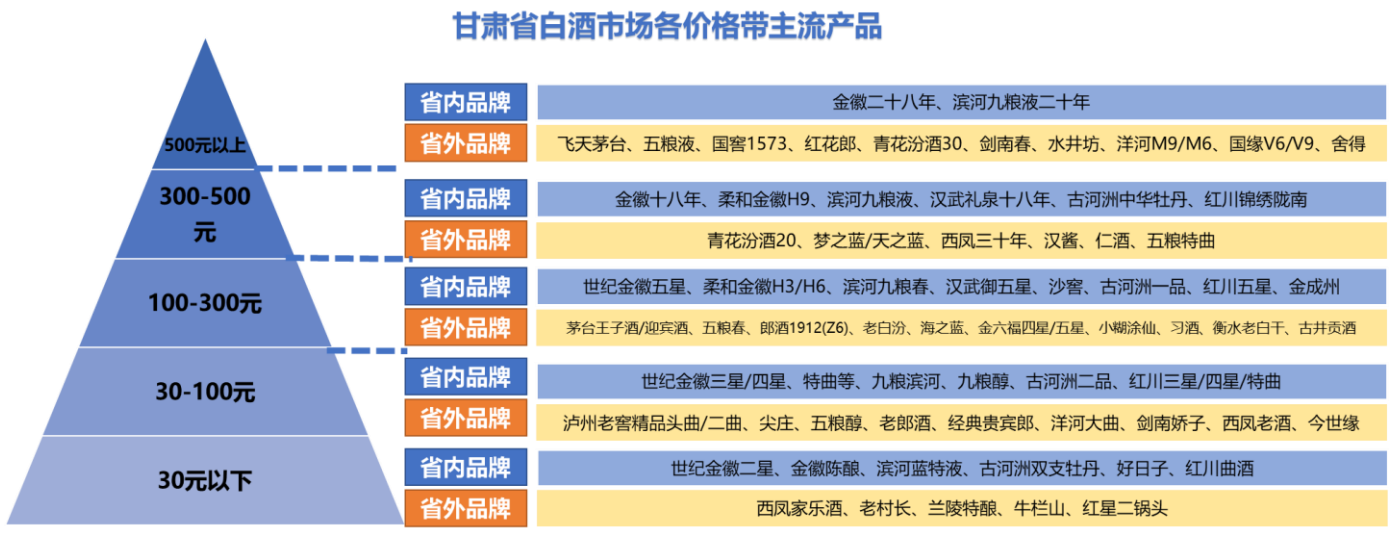 甘肃省白酒市场各价格带主流产品
500元以上
省内品牌
金徽二十八年、滨河九粮液二十年
省外品牌
飞天茅台、五粮液、国窖1573、红花郎、青花汾酒30、剑南春、水井坊、洋河M9/M6、国缘V6/V9、舍得
300-500
元
省内品牌
金徽十八年、柔和金徽H9、滨河九粮液、汉武礼泉十八年、古河洲中华牡丹、红川锦绣陇南
省外品牌
青花汾酒20、梦之蓝/天之蓝、西凤三十年、汉酱、仁酒、五粮特曲
100-300元
省内品牌
世纪金徽五星、柔和金徽H3/H6、滨河九粮春、汉武御五星、沙窖、古河洲一品、红川五星、金成州
省外品牌
茅台王子酒/迎宾酒、五粮春、郎酒1912(Z6)、老白汾、海之蓝、金六福四星/五星、小糊涂仙、习酒、衡水老白干、古井贡酒
30-100元
省内品牌
世纪金徽三星/四星、特曲等、九粮滨河、九粮醇、古河洲二品、红川三星/四星/特曲
省外品牌
泸州老窖精品头曲/二曲、尖庄、五粮醇、老郎酒、经典贵宾郎、洋河大曲、剑南娇子、西凤老酒、今世缘
30元以下
省内品牌
世纪金徽二星、金徽陈酿、滨河蓝特液、古河洲双支牡丹、好日子、红川曲酒
省外品牌
西凤家乐酒、老村长、兰陵特酿、牛栏山、红星二锅头